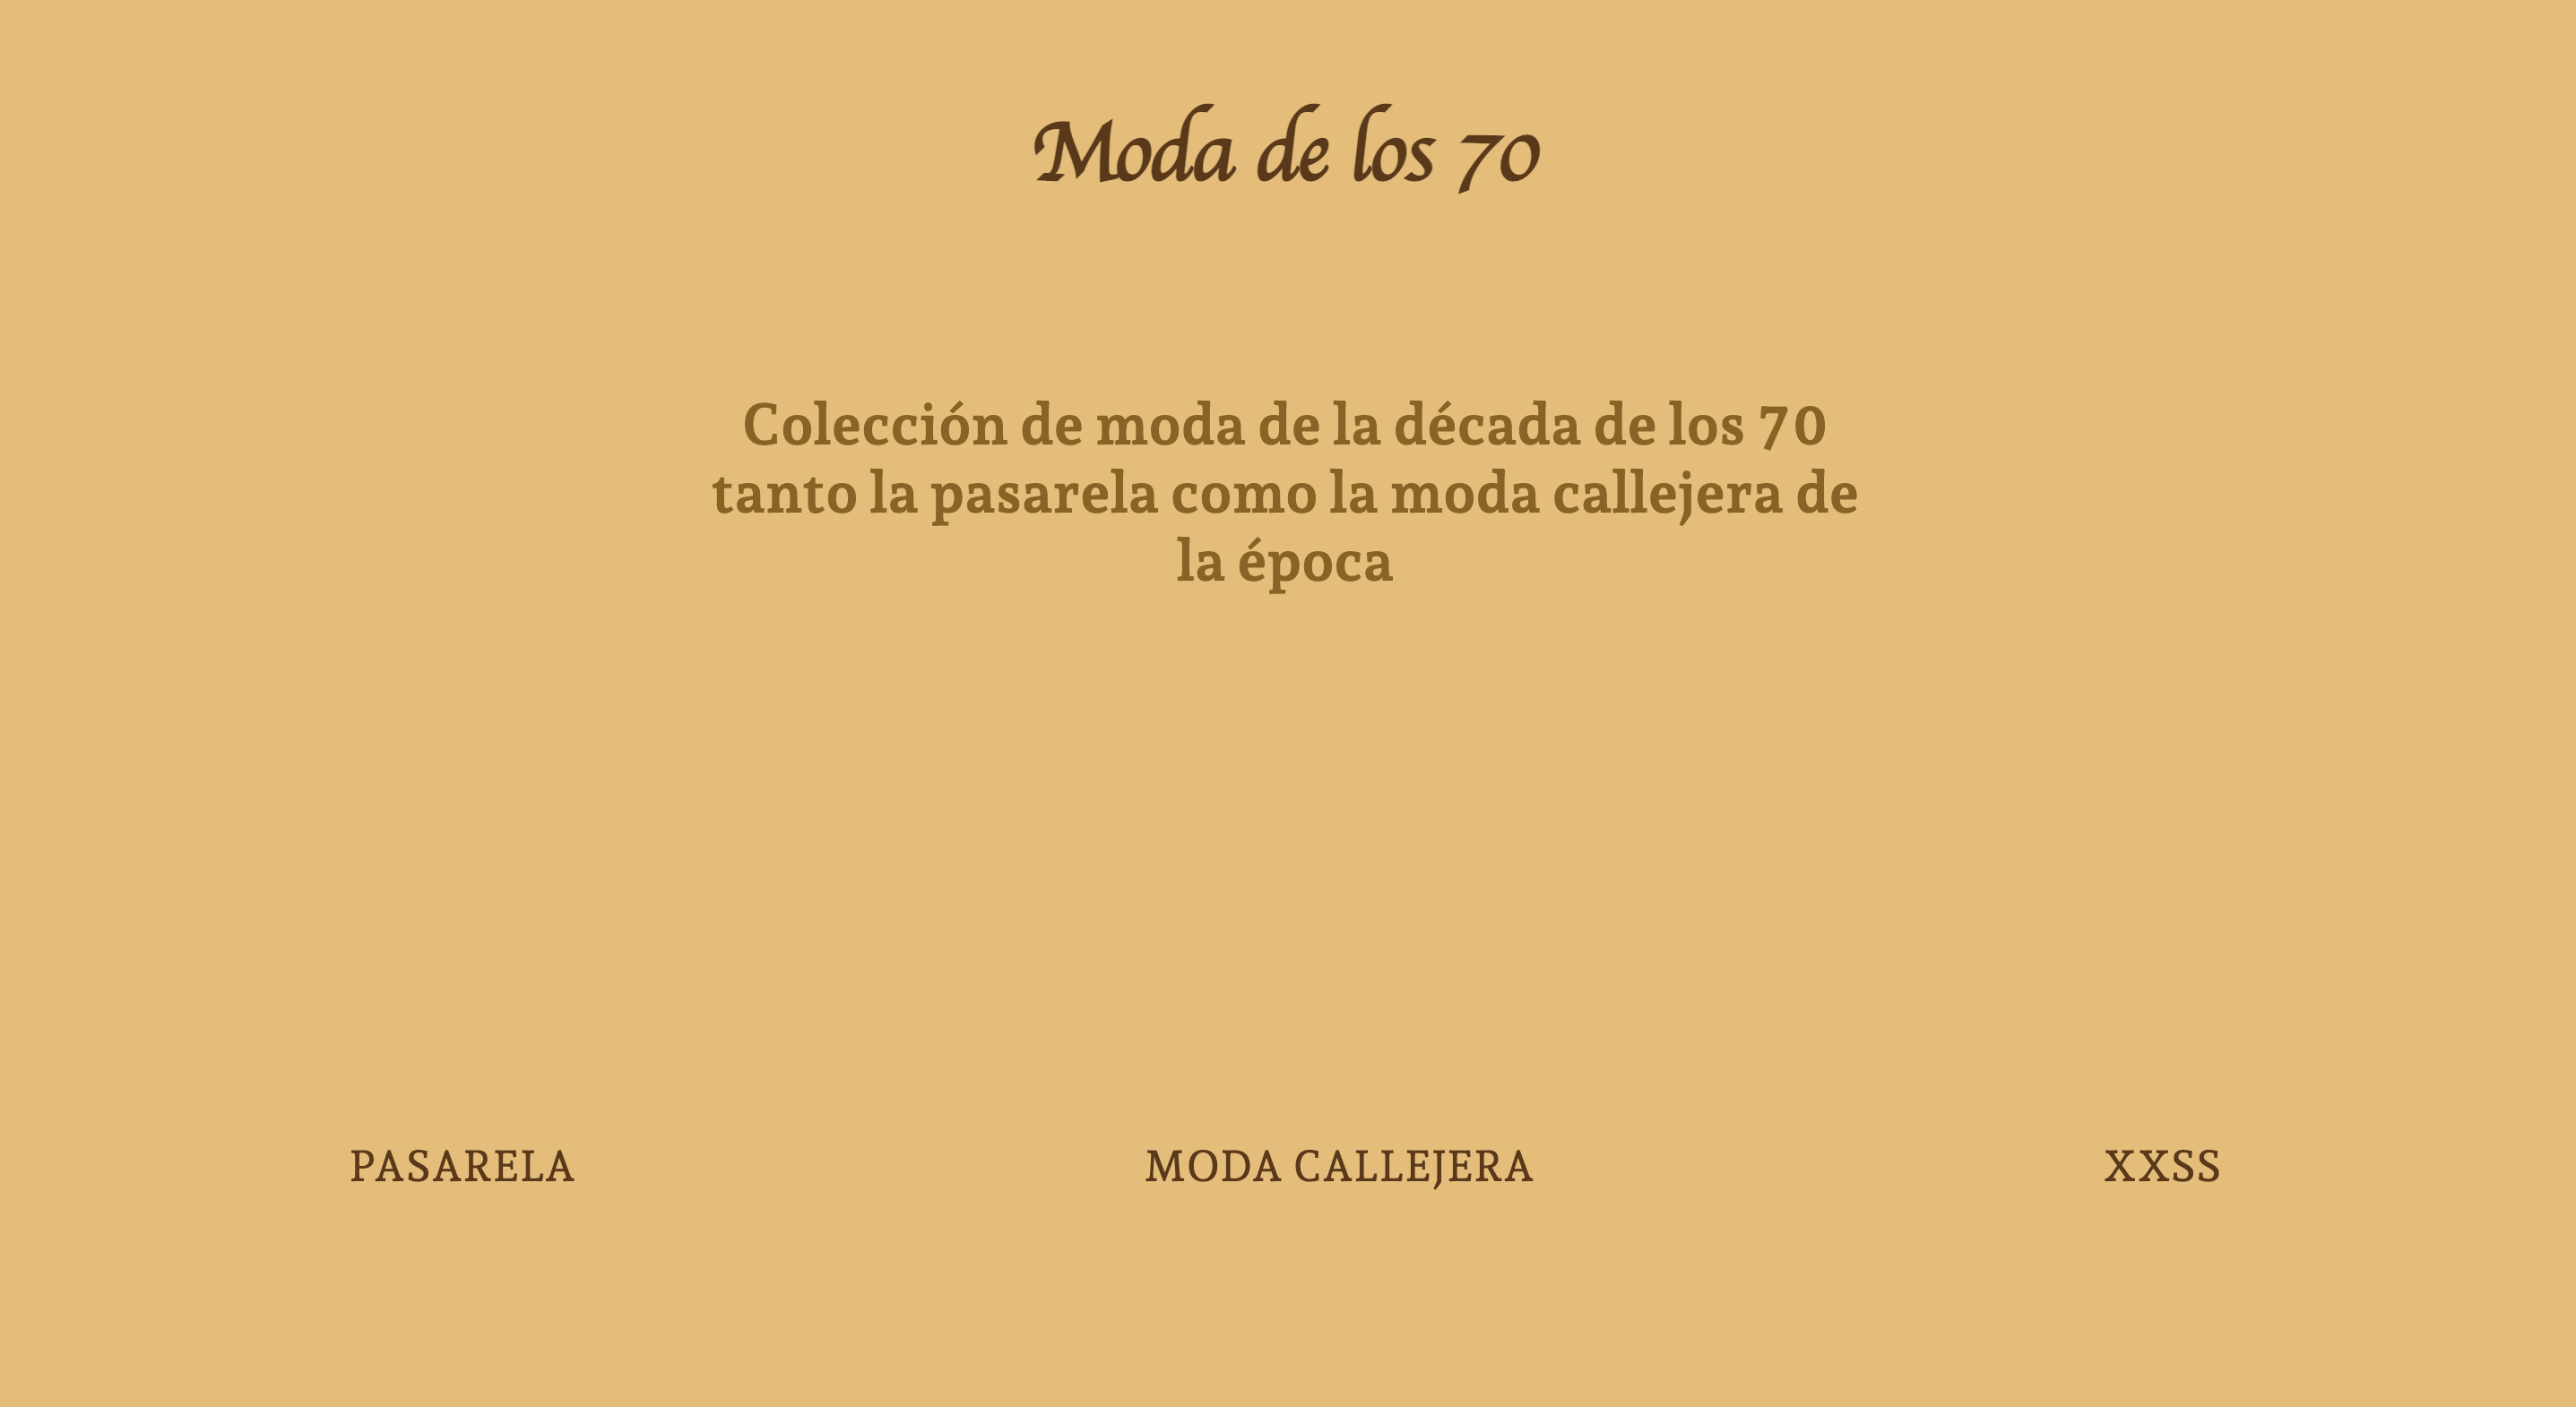 Moda de los 70
Colección de moda de la década de los 70
tanto la pasarela como la moda callejera de
la época
PASARELA
MODA CALLEJERA
XXSS